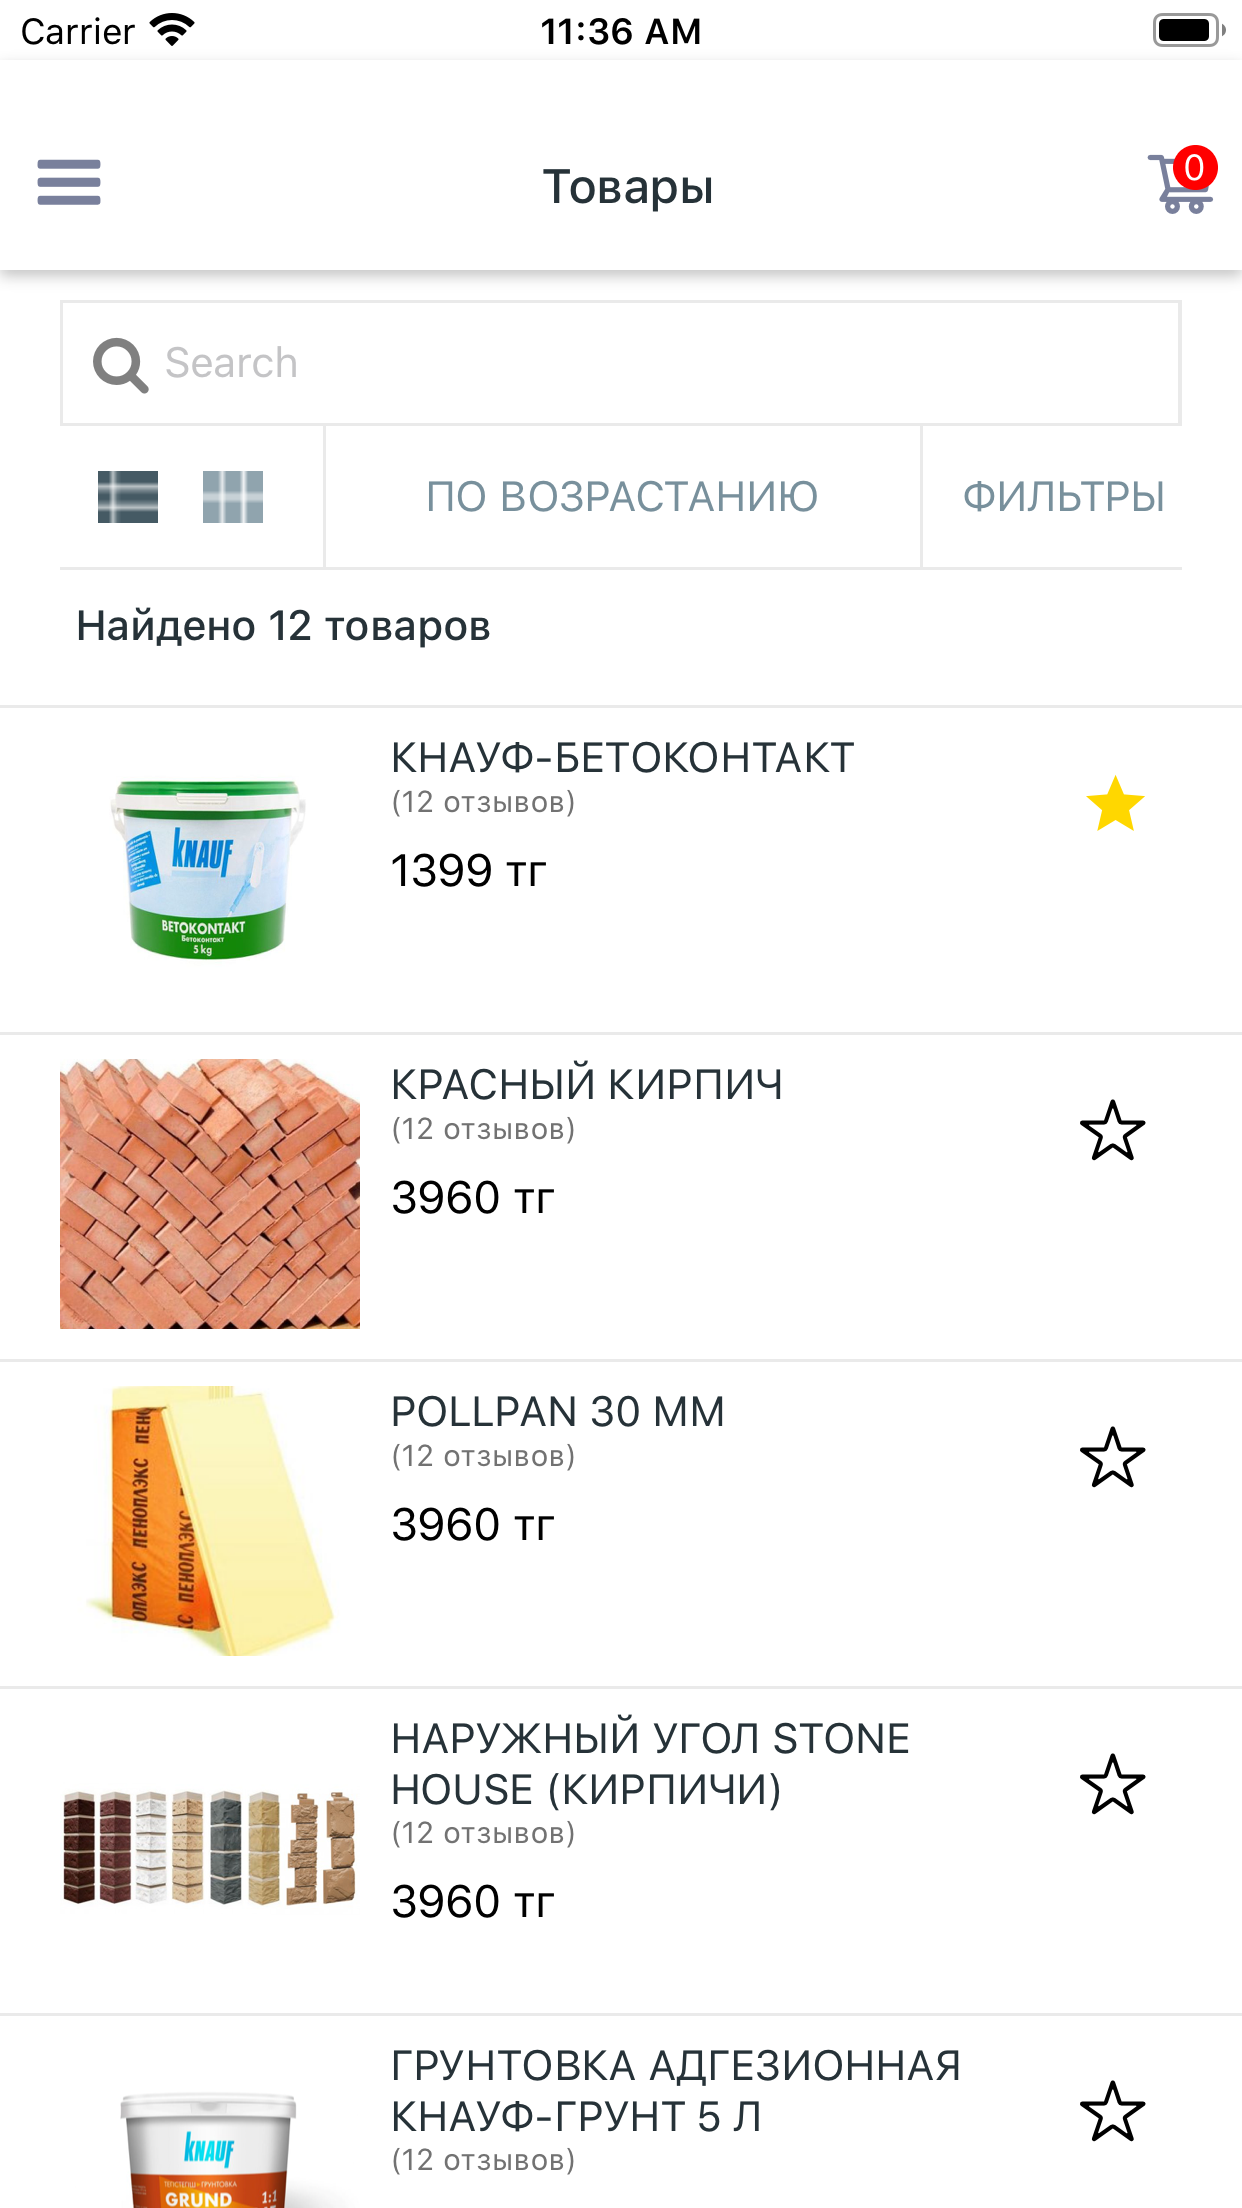 Carrier
11:36 AM
Товары
0
Search
ПО ВОЗРАСТАНИЮ
ФИЛЬТРЫ
Найдено 12 товаров
КНАУФ-БЕТОКОНТАКТ
(12 отзывов)
1399 тг
KNAUF
BETOKONTAKT
Бетоконтакт
5 kg
КРАСНЫЙ КИРПИЧ
(12 отзывов)
3960 тг
POLLPAN 30 MM
(12 отзывов)
3960 тг
ПЕНОПЛЭКС
ПЕНОПЛЭКС
НАРУЖНЫЙ УГОЛ STONE
HOUSE (КИРПИЧИ)
(12 отзывов)
3960 тг
ГРУНТОВКА АДГЕЗИОННАЯ
КНАУФ-ГРУНТ 5 Л
(12 отзывов)
KNAUF
GRUND
1:1